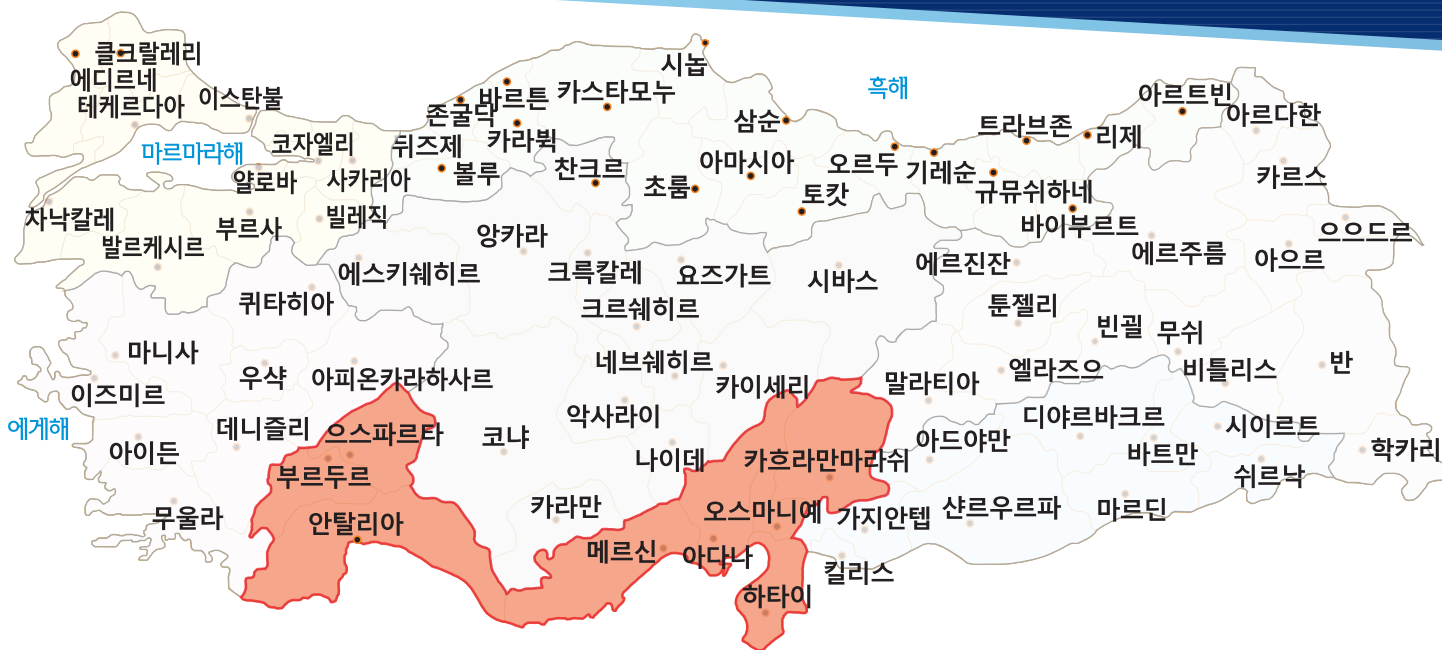 시놉
클크랄레리
흑해
에디르네
카스타모누
바르튼
이스탄불
아르트빈
테케르다아
존굴닥
아르다한
삼순
트라브존
리제
카라뷕
코자엘리
뒤즈제
마르마라해
아마시아
오르두
찬크르
기레순
볼루
카르스
얄로바
사카리아
초룸
규뮤쉬하네
토캇
차낙칼레
빌레직
바이부르트
부르사
으으드르
앙카라
발르케시르
에르주름
아으르
에르진잔
에스키쉐히르
크륵칼레
요즈가트
시바스
퀴타히아
툰젤리
크르쉐히르
빈괼
무쉬
마니사
네브쉐히르
반
엘라즈으
비틀리스
우샥
아피온카라하사르
카이세리
말라티아
이즈미르
악사라이
디야르바크르
에게해
데니즐리
시이르트
으스파르타
코냐
아드야만
아이든
학카리
바트만
나이데
카흐라만마라쉬
부르두르
쉬르낙
카라만
샨르우르파
마르딘
오스마니예
무울라
가지안텝
안탈리아
메르신
아다나
킬리스
하타이